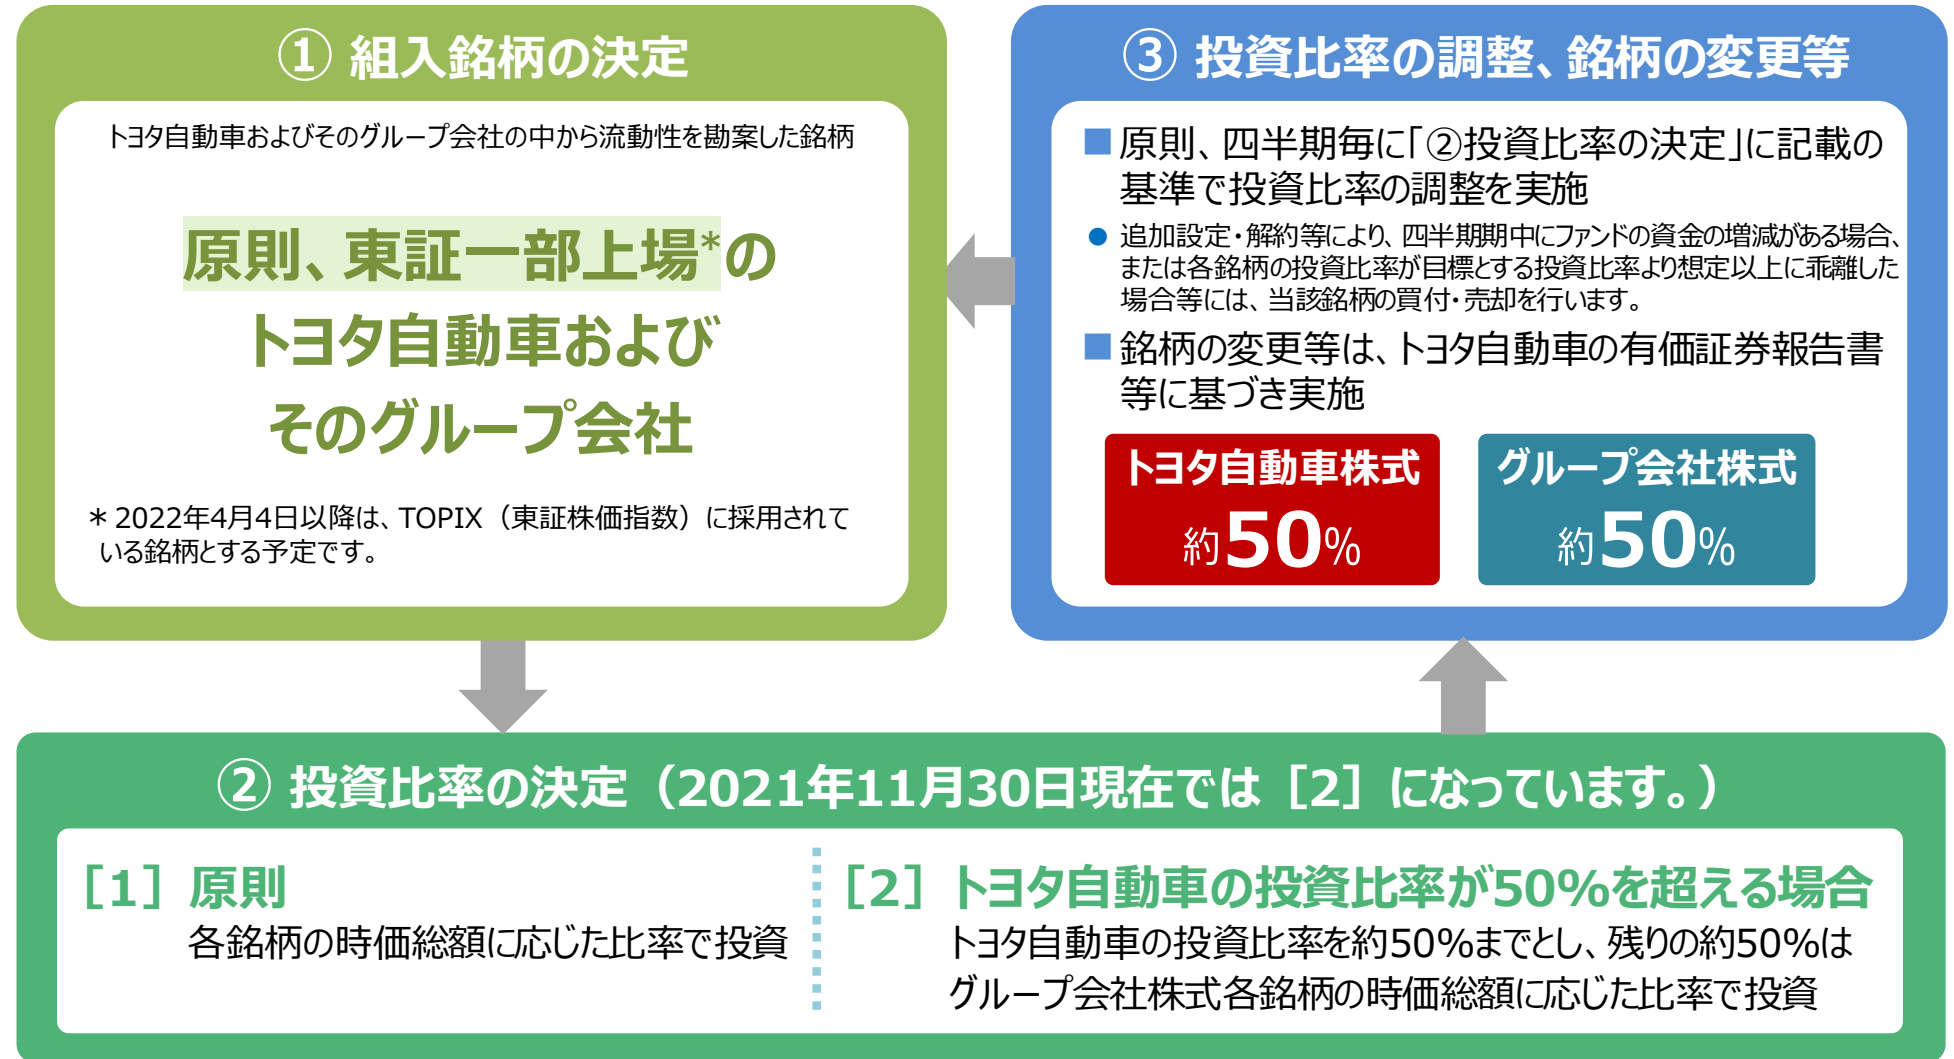 ① 組入銘柄の決定
トヨタ自動車およびそのグループ会社の中から流動性を勘案した銘柄
原則、東証一部上場*の
トヨタ自動車および
そのグループ会社
＊2022年4月4日以降は、TOPIX（東証株価指数）に採用されて
いる銘柄とする予定です。
③ 投資比率の調整、銘柄の変更等
■原則、四半期毎に「②投資比率の決定」に記載の
基準で投資比率の調整を実施
● 追加設定・解約等により、四半期期中にファンドの資金の増減がある場合、
または各銘柄の投資比率が目標とする投資比率より想定以上に乖離した
場合等には、当該銘柄の買付・売却を行います。
■銘柄の変更等は、トヨタ自動車の有価証券報告書
等に基づき実施
トヨタ自動車株式
約50%
グループ会社株式
約50%
② 投資比率の決定（2021年11月30日現在では［2］になっています。）
［1］原則
各銘柄の時価総額に応じた比率で投資
［2］トヨタ自動車の投資比率が50%を超える場合
トヨタ自動車の投資比率を約50%までとし、残りの約50%は
グループ会社株式各銘柄の時価総額に応じた比率で投資